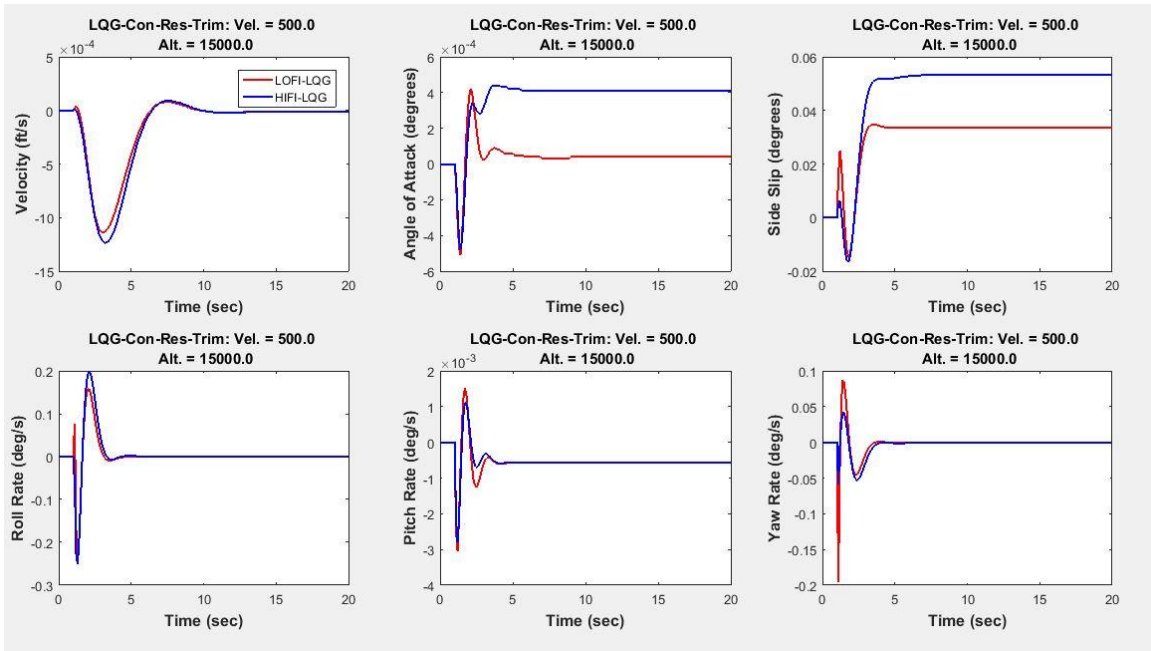 LQG-Con-Res-Trim: Vel. = 500.0
Alt. = 15000.0
×10⁻⁴
5
0
-5
-10
-15
Velocity (ft/s)
LOFI-LQG
HIFI-LQG
0 5 10 15 20
Time (sec)
LQG-Con-Res-Trim: Vel. = 500.0
Alt. = 15000.0
×10⁻⁴
6
4
2
0
-2
-4
-6
Angle of Attack (degrees)
0 5 10 15 20
Time (sec)
LQG-Con-Res-Trim: Vel. = 500.0
Alt. = 15000.0
0.06
0.04
0.02
0
-0.02
Side Slip (degrees)
0 5 10 15 20
Time (sec)
LQG-Con-Res-Trim: Vel. = 500.0
Alt. = 15000.0
0.2
0.1
0
-0.1
-0.2
-0.3
Roll Rate (deg/s)
0 5 10 15 20
Time (sec)
LQG-Con-Res-Trim: Vel. = 500.0
Alt. = 15000.0
×10⁻³
2
1
0
-1
-2
-3
-4
Pitch Rate (deg/s)
0 5 10 15 20
Time (sec)
LQG-Con-Res-Trim: Vel. = 500.0
Alt. = 15000.0
0.1
0.05
0
-0.05
-0.1
-0.15
-0.2
Yaw Rate (deg/s)
0 5 10 15 20
Time (sec)